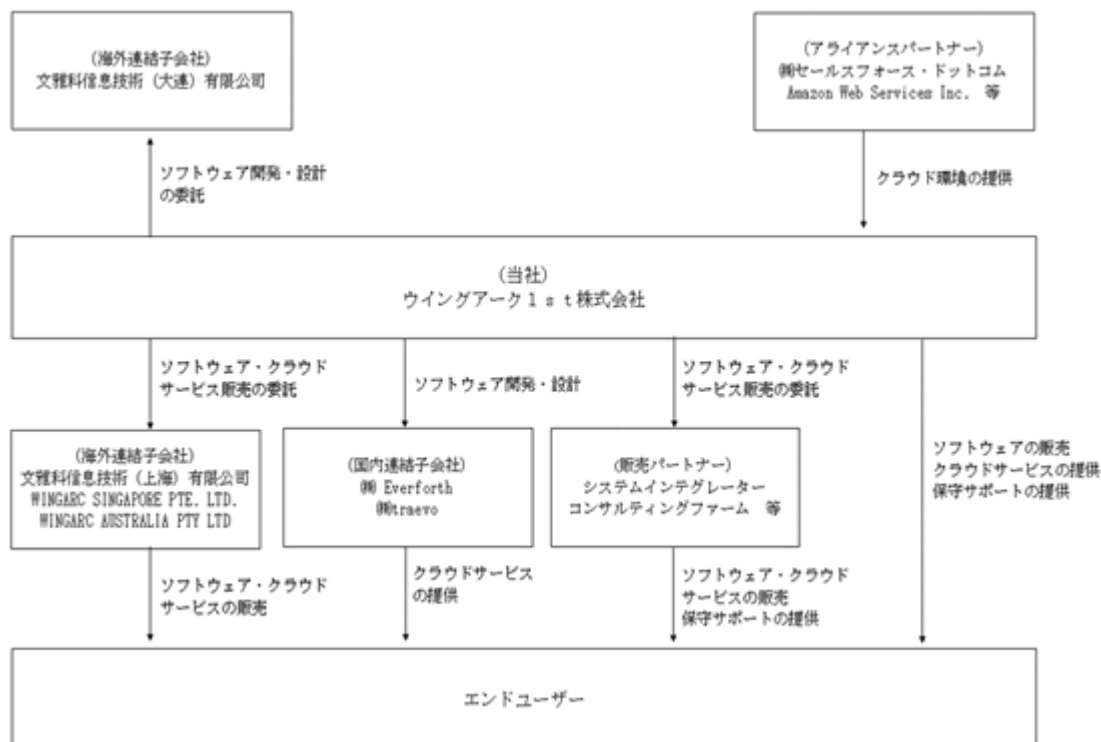 (海外連結子会社)
文雅科信息技術（大連）有限公司
(アライアンスパートナー)
㈱セールスフォース・ドットコム
Amazon Web Services Inc. 等
ソフトウェア開発・設計
の委託
クラウド環境の提供
(当社)
ウイングアーク１ｓｔ株式会社
ソフトウェア・クラウド
サービス販売の委託
ソフトウェア開発・設計
ソフトウェア・クラウド
サービス販売の委託
(海外連結子会社)
文雅科信息技術（上海）有限公司
WINGARC SINGAPORE PTE. LTD.
WINGARC AUSTRALIA PTY LTD
(国内連結子会社)
㈱ Everforth
㈱traevo
(販売パートナー)
システムインテグレーター
コンサルティングファーム 等
ソフトウェアの販売
クラウドサービスの提供
保守サポートの提供
ソフトウェア・クラウド
サービスの販売
クラウドサービス
の提供
ソフトウェア・クラウド
サービスの販売
保守サポートの提供
エンドユーザー